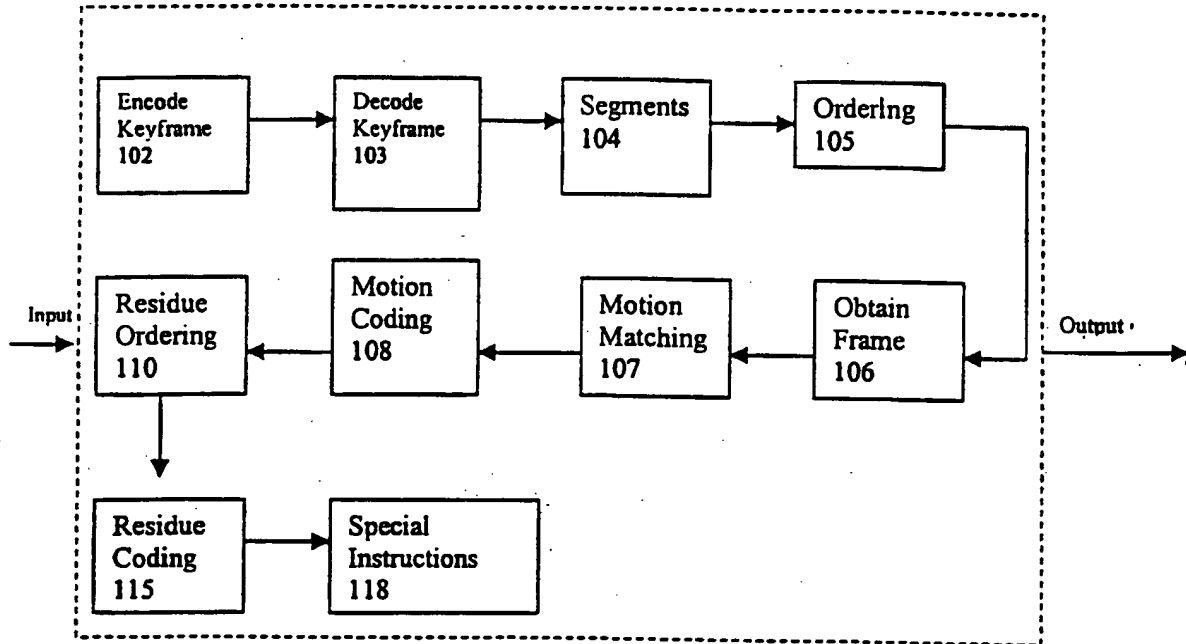 Encode
Keyframe
102
Decode
Keyframe
103
Segments
104
Ordering
105
Input
Residue
Ordering
110
Motion
Coding
108
Motion
Matching
107
Obtain
Frame
106
Output
Residue
Coding
115
Special
Instructions
118